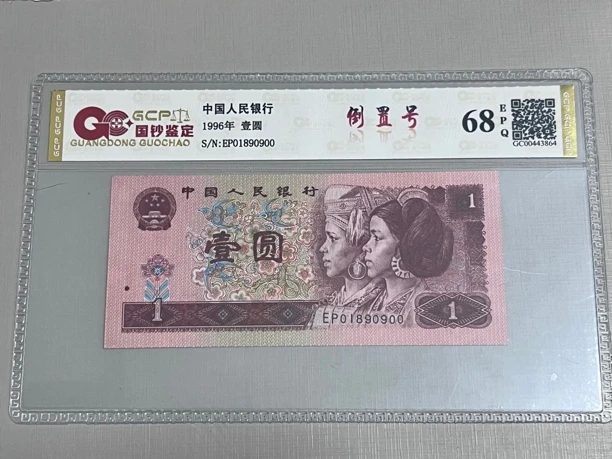 GCP
国钞鉴定
GUANGDONG GUOCHAO
中国人民银行
1996年 壹圆
S/N:EP01890900
倒置号
68
EPQ
GC00443864
中国人民银行
壹圆
1
1
1
EP01890900